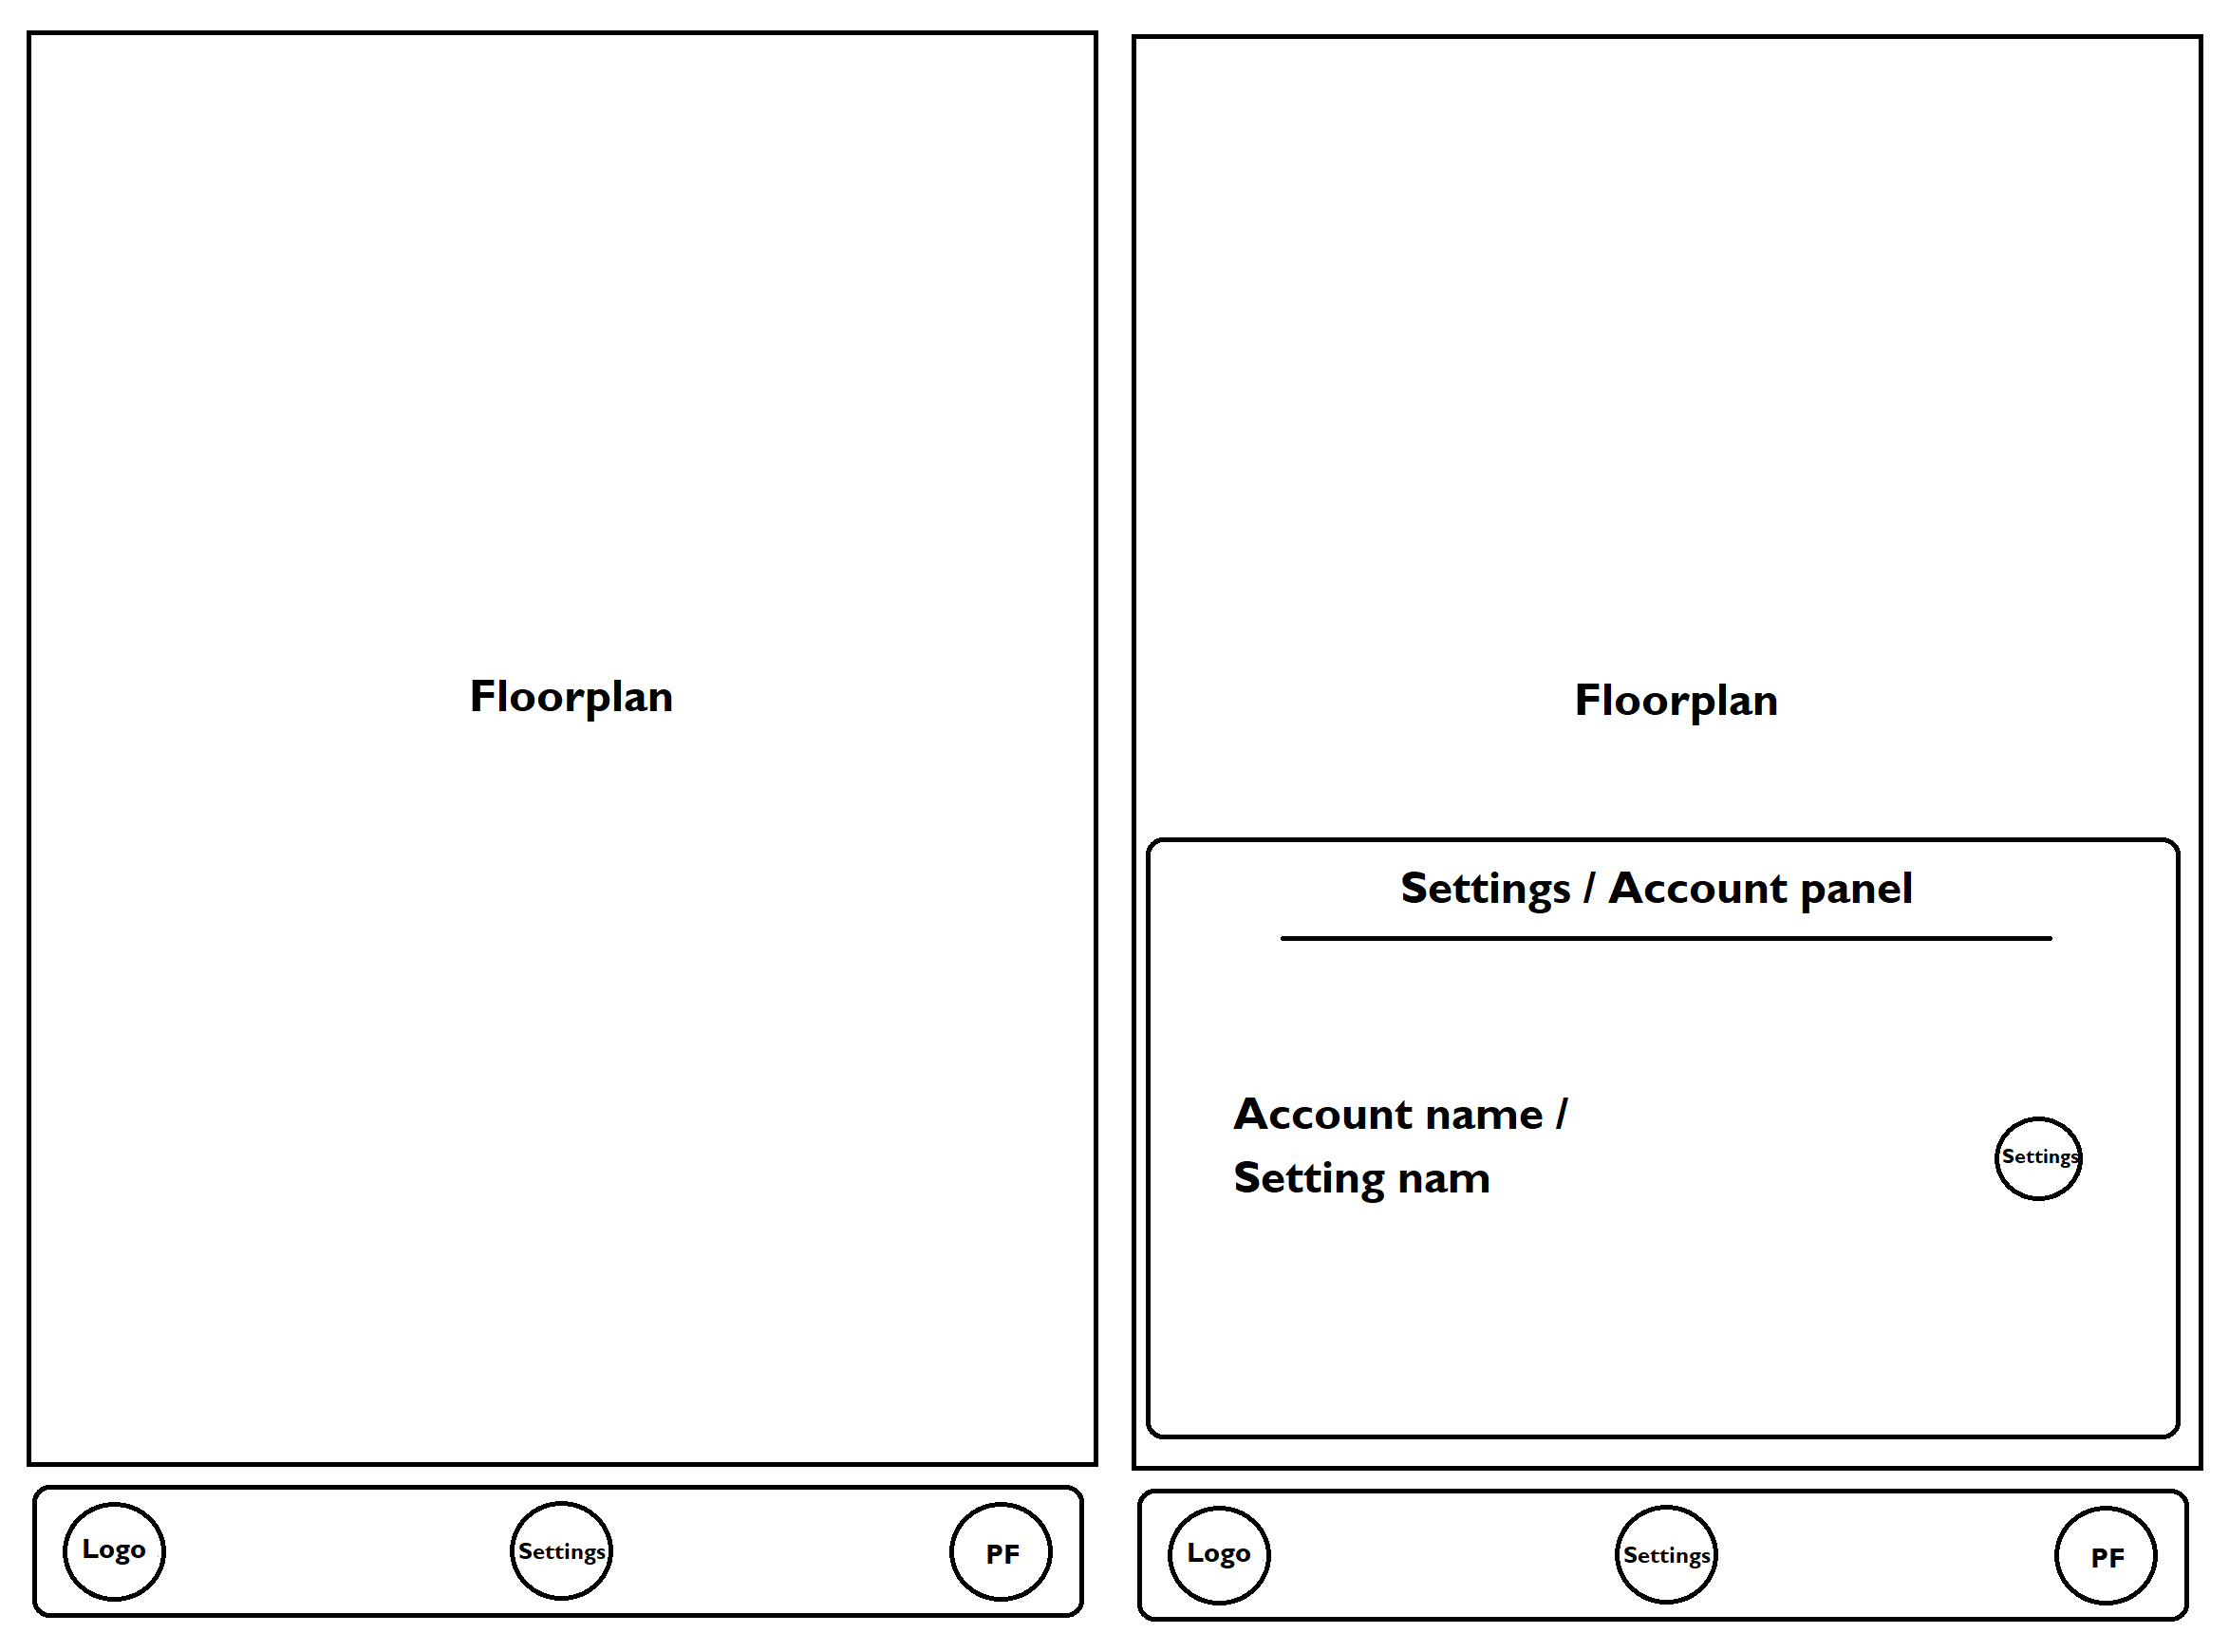 Floorplan
Logo
Settings
PF
Floorplan
Settings / Account panel
Account name /
Setting nam
Settings
Logo
Settings
PF